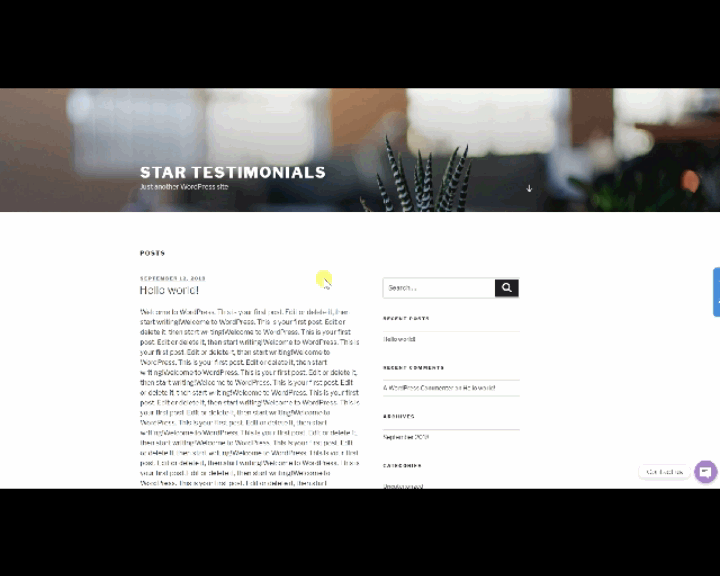 STAR TESTIMONIALS
Just another WordPress site
POSTS
SEPTEMBER 12, 2018
Hello world!
Welcome to WordPress. This is your first post. Edit or delete it, then
start writing!Welcome to WordPress. This is your first post. Edit or
delete it, then start writing!Welcome to WordPress. This is your first
post. Edit or delete it, then start writing!Welcome to WordPress. This is
your first post. Edit or delete it, then start writing!Welcome to
WordPress. This is your first post. Edit or delete it, then start
writing!Welcome to WordPress. This is your first post. Edit or delete it,
then start writing!Welcome to WordPress. This is your first post. Edit
or delete it, then start writing!Welcome to WordPress. This is your first
post. Edit or delete it, then start writing!Welcome to WordPress. This is
your first post. Edit or delete it, then start writing!Welcome to
WordPress. This is your first post. Edit or delete it, then start
writing!Welcome to WordPress. This is your first post. Edit or delete it,
then start writing!Welcome to WordPress. This is your first post. Edit
or delete it, then start writing!Welcome to WordPress. This is your first
post. Edit or delete it, then start writing!Welcome to WordPress. This is
your first post. Edit or delete it, then start writing!Welcome to
WordPress. This is your first post. Edit or delete it, then start
Search …
RECENT POSTS
Hello world!
RECENT COMMENTS
A WordPress Commenter on Hello world!
ARCHIVES
September 2018
CATEGORIES
Uncategorized
Contact us